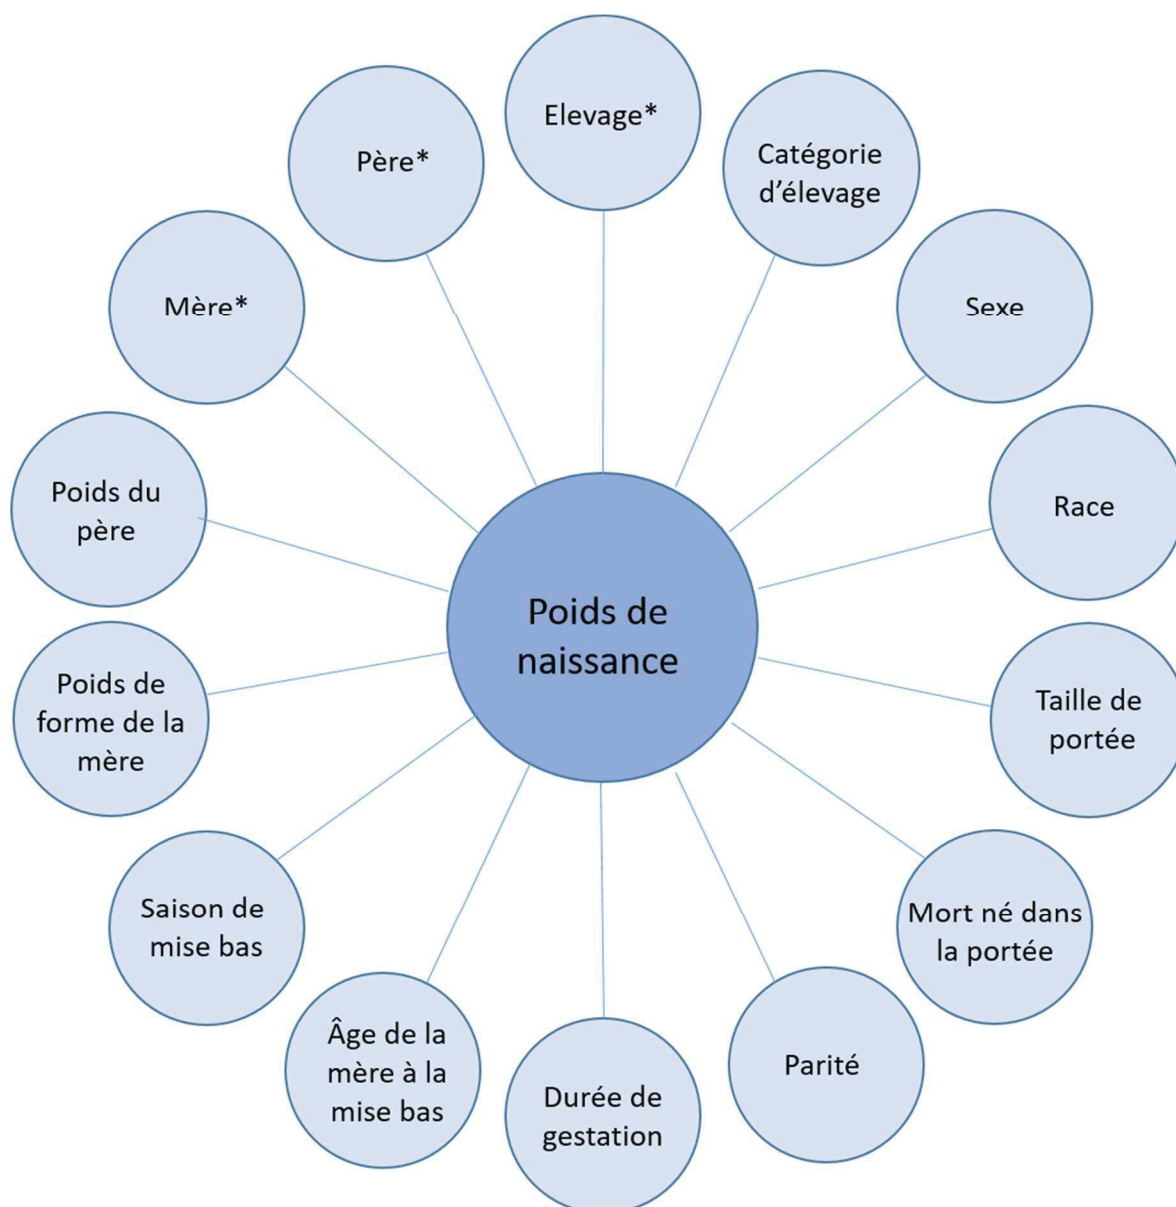 Elevage*
Catégorie
d'élevage
Sexe
Race
Taille de
portée
Mort né dans
la portée
Parité
Durée de
gestation
Âge de la
mère à la
mise bas
Saison de
mise bas
Poids de
forme de la
mère
Poids du
père
Mère*
Père*
Poids de
naissance